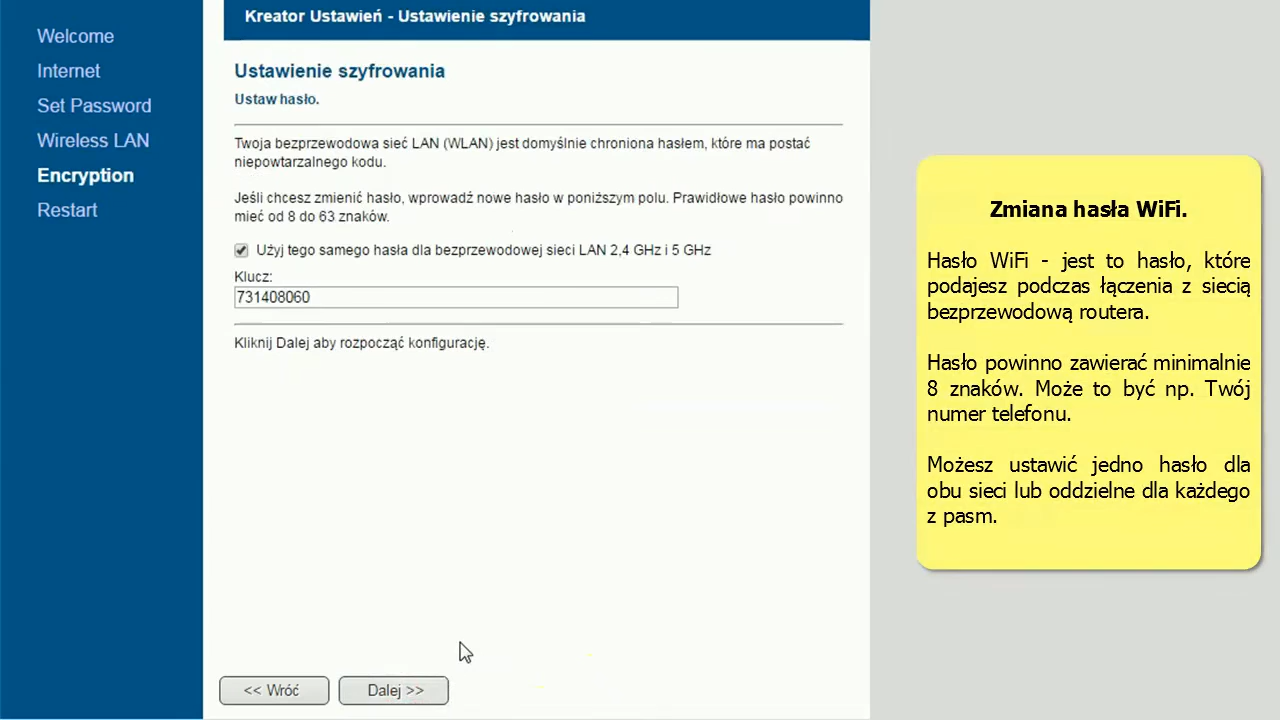 Welcome
Internet
Set Password
Wireless LAN
Encryption
Restart
Kreator Ustawień - Ustawienie szyfrowania
Ustawienie szyfrowania
Ustaw hasło.
Twoja bezprzewodowa sieć LAN (WLAN) jest domyślnie chroniona hasłem, które ma postać
niepowtarzalnego kodu.
Jeśli chcesz zmienić hasło, wprowadź nowe hasło w poniższym polu. Prawidłowe hasło powinno
mieć od 8 do 63 znaków.
Użyj tego samego hasła dla bezprzewodowej sieci LAN 2,4 GHz i 5 GHz
Klucz:
731408060
Kliknij Dalej aby rozpocząć konfigurację.
<< Wróć
Dalej >>
Zmiana hasła WiFi.
Hasło WiFi - jest to hasło, które
podajesz podczas łączenia z siecią
bezprzewodową routera.
Hasło powinno zawierać minimalnie
8 znaków. Może to być np. Twój
numer telefonu.
Możesz ustawić jedno hasło dla
obu sieci lub oddzielne dla każdego
z pasm.